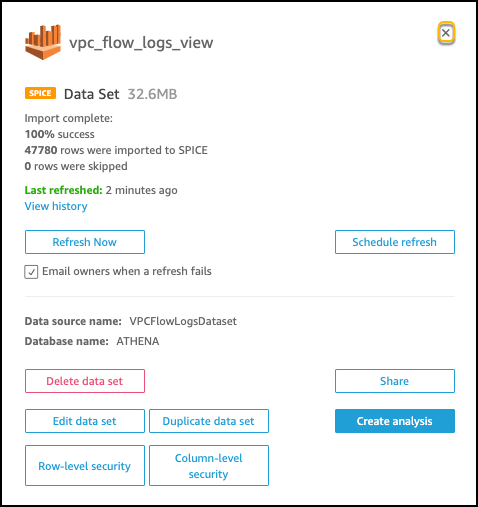 vpc_flow_logs_view
SPICE Data Set 32.6MB
Import complete:
100% success
47780 rows were imported to SPICE
0 rows were skipped
Last refreshed: 2 minutes ago
View history
Refresh Now Schedule refresh
Email owners when a refresh fails
Data source name: VPCFlowLogsDataset
Database name: ATHENA
Delete data set Share
Edit data set Duplicate data set Create analysis
Row-level security
Column-level
security